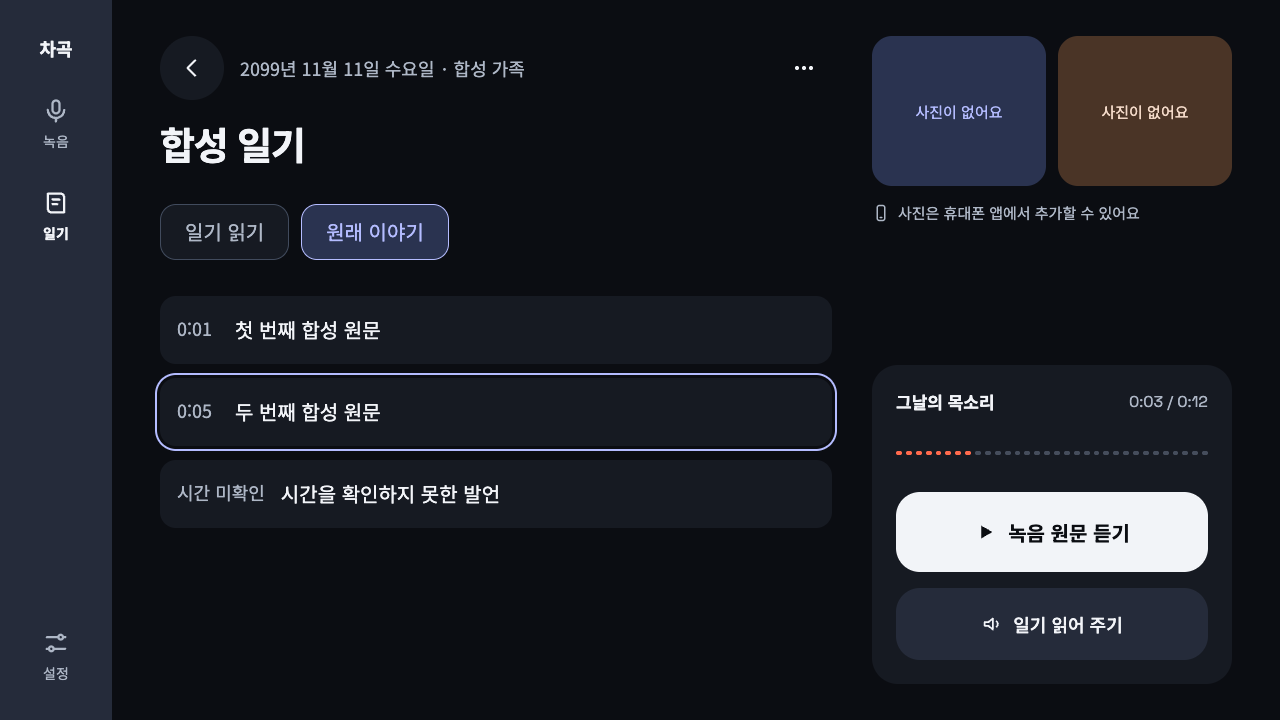 차곡
녹음
일기
설정
2099년 11월 11일 수요일 · 합성 가족
합성 일기
일기 읽기
원래 이야기
0:01 첫 번째 합성 원문
0:05 두 번째 합성 원문
시간 미확인 시간을 확인하지 못한 발언
사진이 없어요
사진이 없어요
사진은 휴대폰 앱에서 추가할 수 있어요
그날의 목소리 0:03 / 0:12
녹음 원문 듣기
일기 읽어 주기